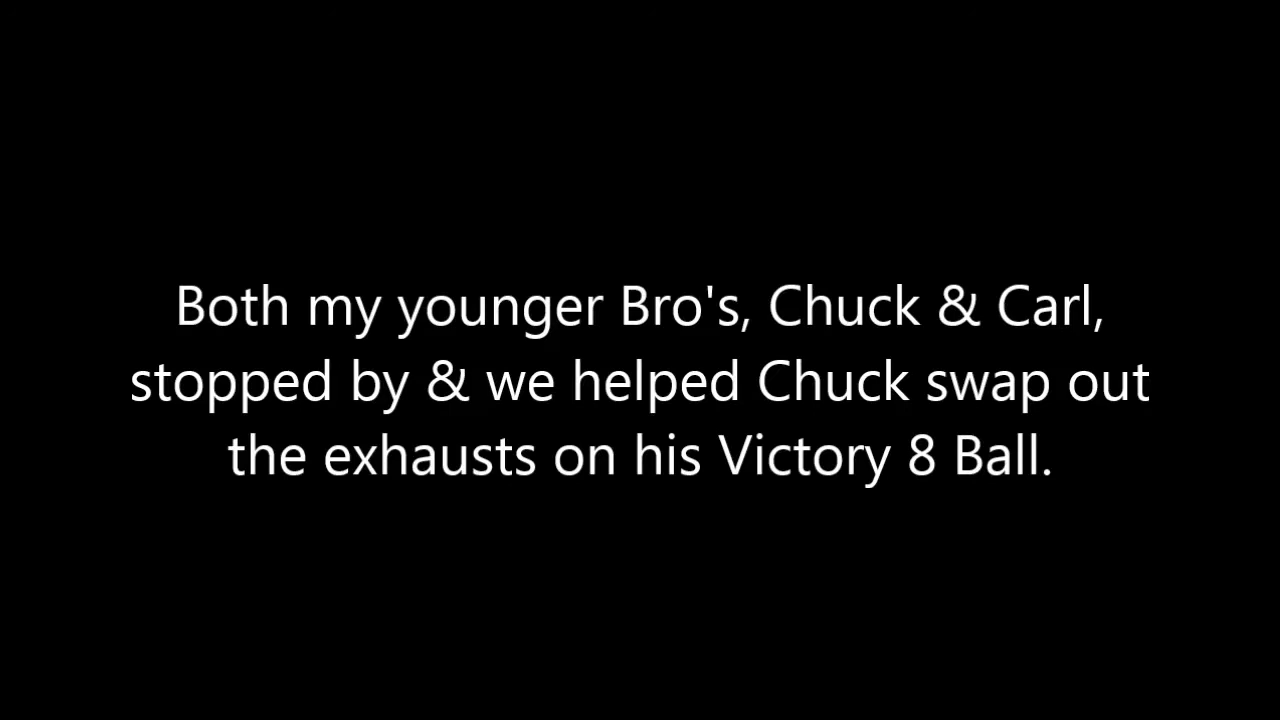 Both my younger Bro's, Chuck & Carl,
stopped by & we helped Chuck swap out
the exhausts on his Victory 8 Ball.